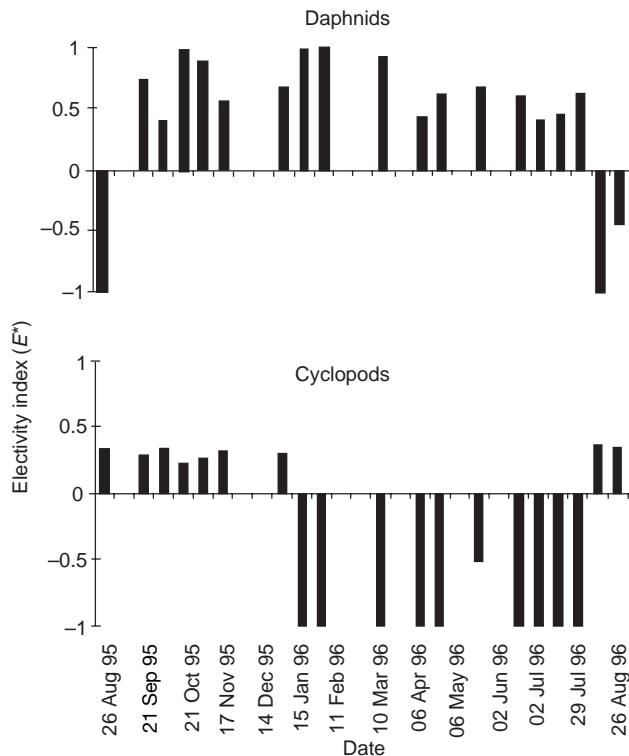 Daphnids
1
0.5
0
–0.5
–1
Electivity index (E*)
Cyclopods
1
0.5
0
–0.5
–1
26 Aug 95
21 Sep 95
21 Oct 95
17 Nov 95
14 Dec 95
15 Jan 96
11 Feb 96
10 Mar 96
06 Apr 96
06 May 96
02 Jun 96
02 Jul 96
29 Jul 96
26 Aug 96
Date